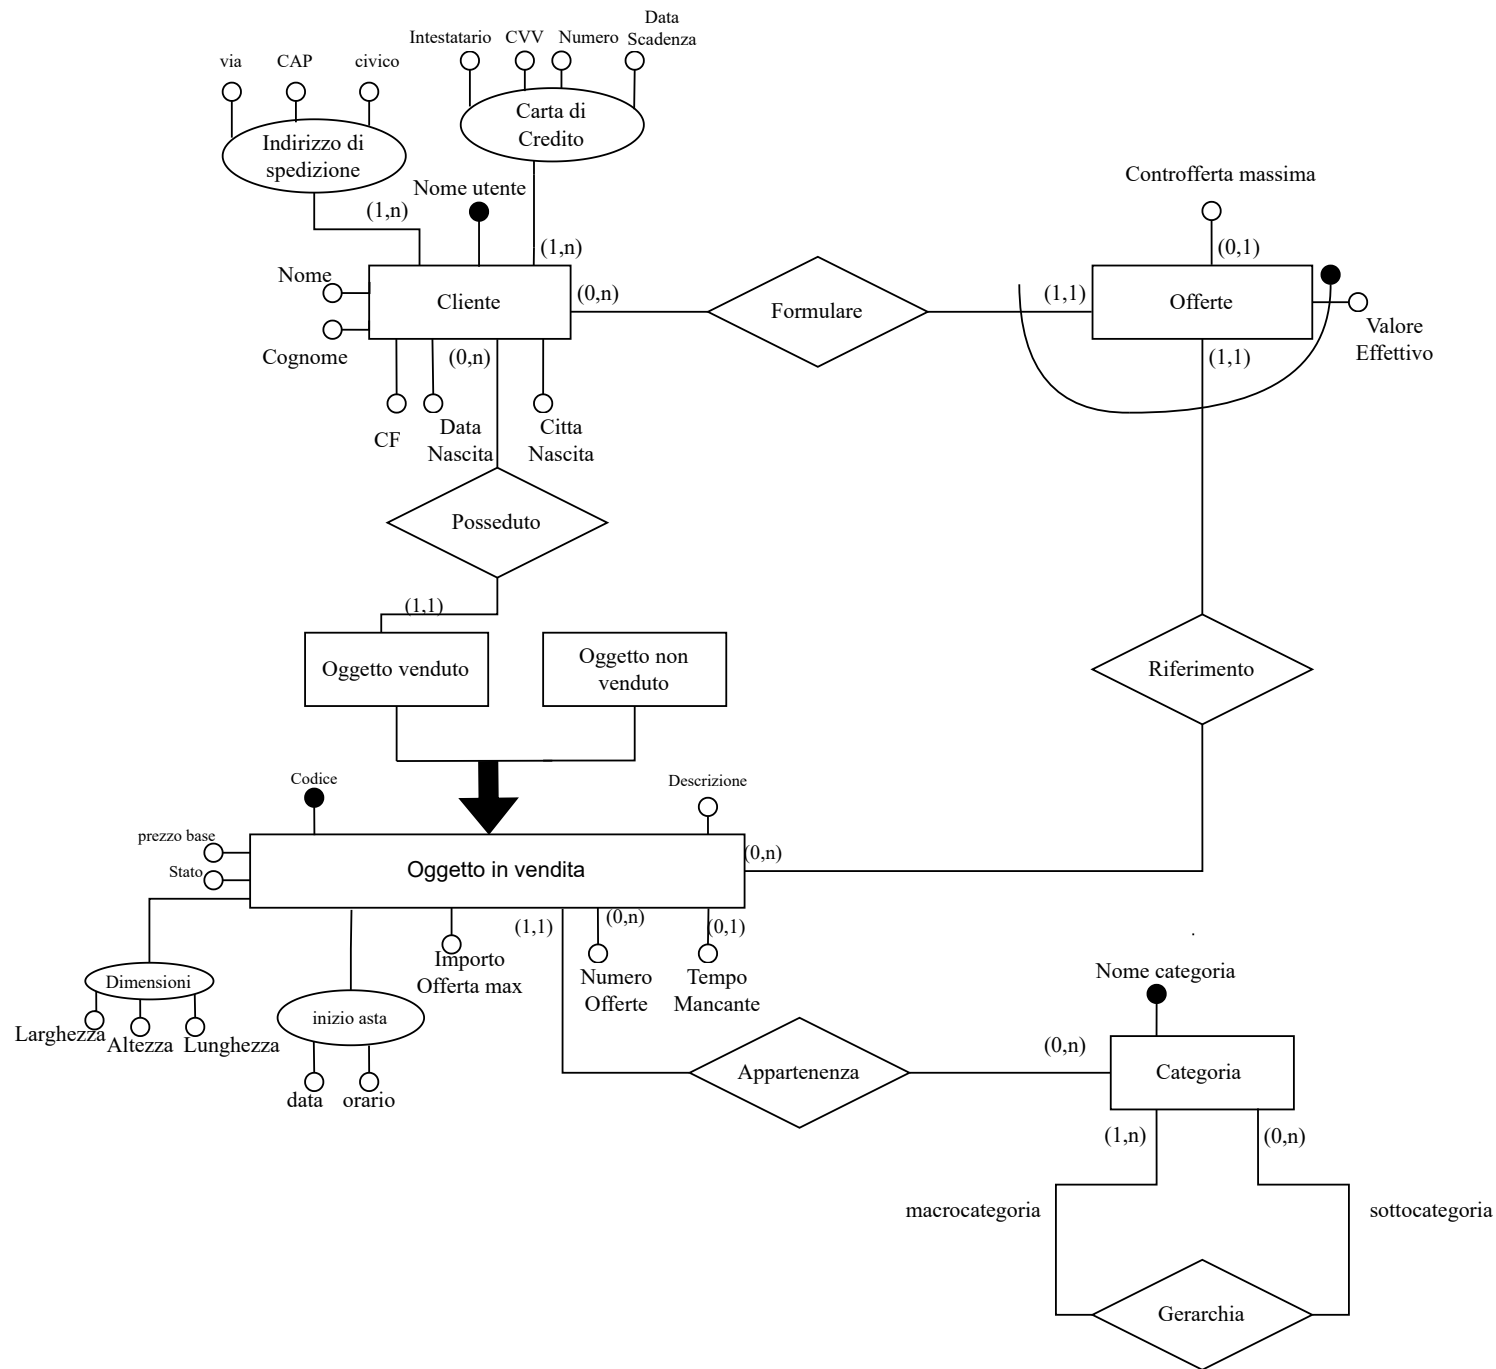 Data
Scadenza
Intestatario
CVV
Numero
via
CAP
civico
Carta di
Credito
Indirizzo di
spedizione
Controfferta massima
Nome utente
(1,n)
(1,n)
(0,1)
Nome
(0,n)
(1,1)
Cliente
Formulare
Offerte
Valore
Effettivo
Cognome
(0,n)
(1,1)
CF
Data
Nascita
Citta
Nascita
Posseduto
(1,1)
Oggetto venduto
Oggetto non
venduto
Riferimento
Codice
Descrizione
prezzo base
Stato
Oggetto in vendita
(0,n)
(1,1)
(0,n)
(0,1)
Importo
Offerta max
Numero
Offerte
Tempo
Mancante
.
Nome categoria
Dimensioni
Larghezza
Altezza
Lunghezza
inizio asta
data
orario
Appartenenza
(0,n)
Categoria
(1,n)
(0,n)
macrocategoria
sottocategoria
Gerarchia